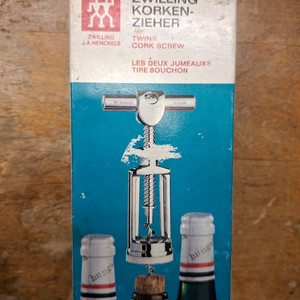 ZWILLING
KORKEN-
ZIEHER
ZWILLING
J.A.HENCKELS
TWIN®
CORK SCREW
LES DEUX JUMEAUX®
TIRE BOUCHON